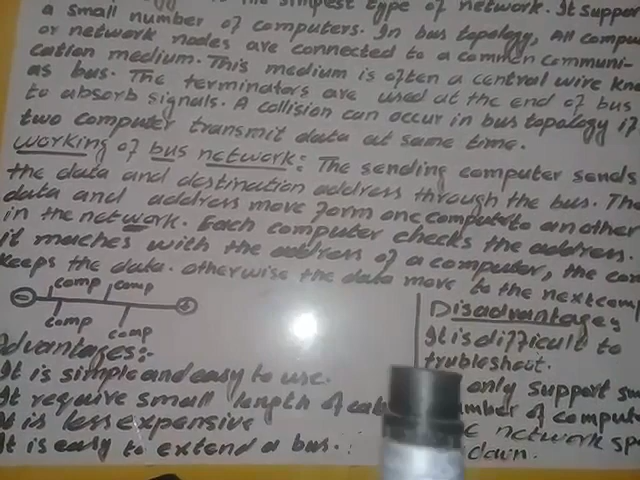 the simplest type of network. It suppor
a small number of computers. In bus topology, All compu
or network nodes are connected to a common communi-
cation medium. This medium is often a central wire kno
as bus. The terminators are used at the end of bus
to absorb signals. A collision can occur in bus topology if
two computer transmit data at same time.
working of bus network: The sending computer sends
the data and destination address through the bus. The
data and address move form one computer to another
in the network. Each computer checks the address.
it maches with the address of a computer, the com
keeps the data. otherwise the data move to the next comp
comp comp
comp comp
advantages:-
It is simple and easy to use.
It require small length of cab
It is less expensive
It is easy to extend a bus.
Disadvantages
It is difficult to
trubleshoot.
only support sm
umber of compute
network spe
down.